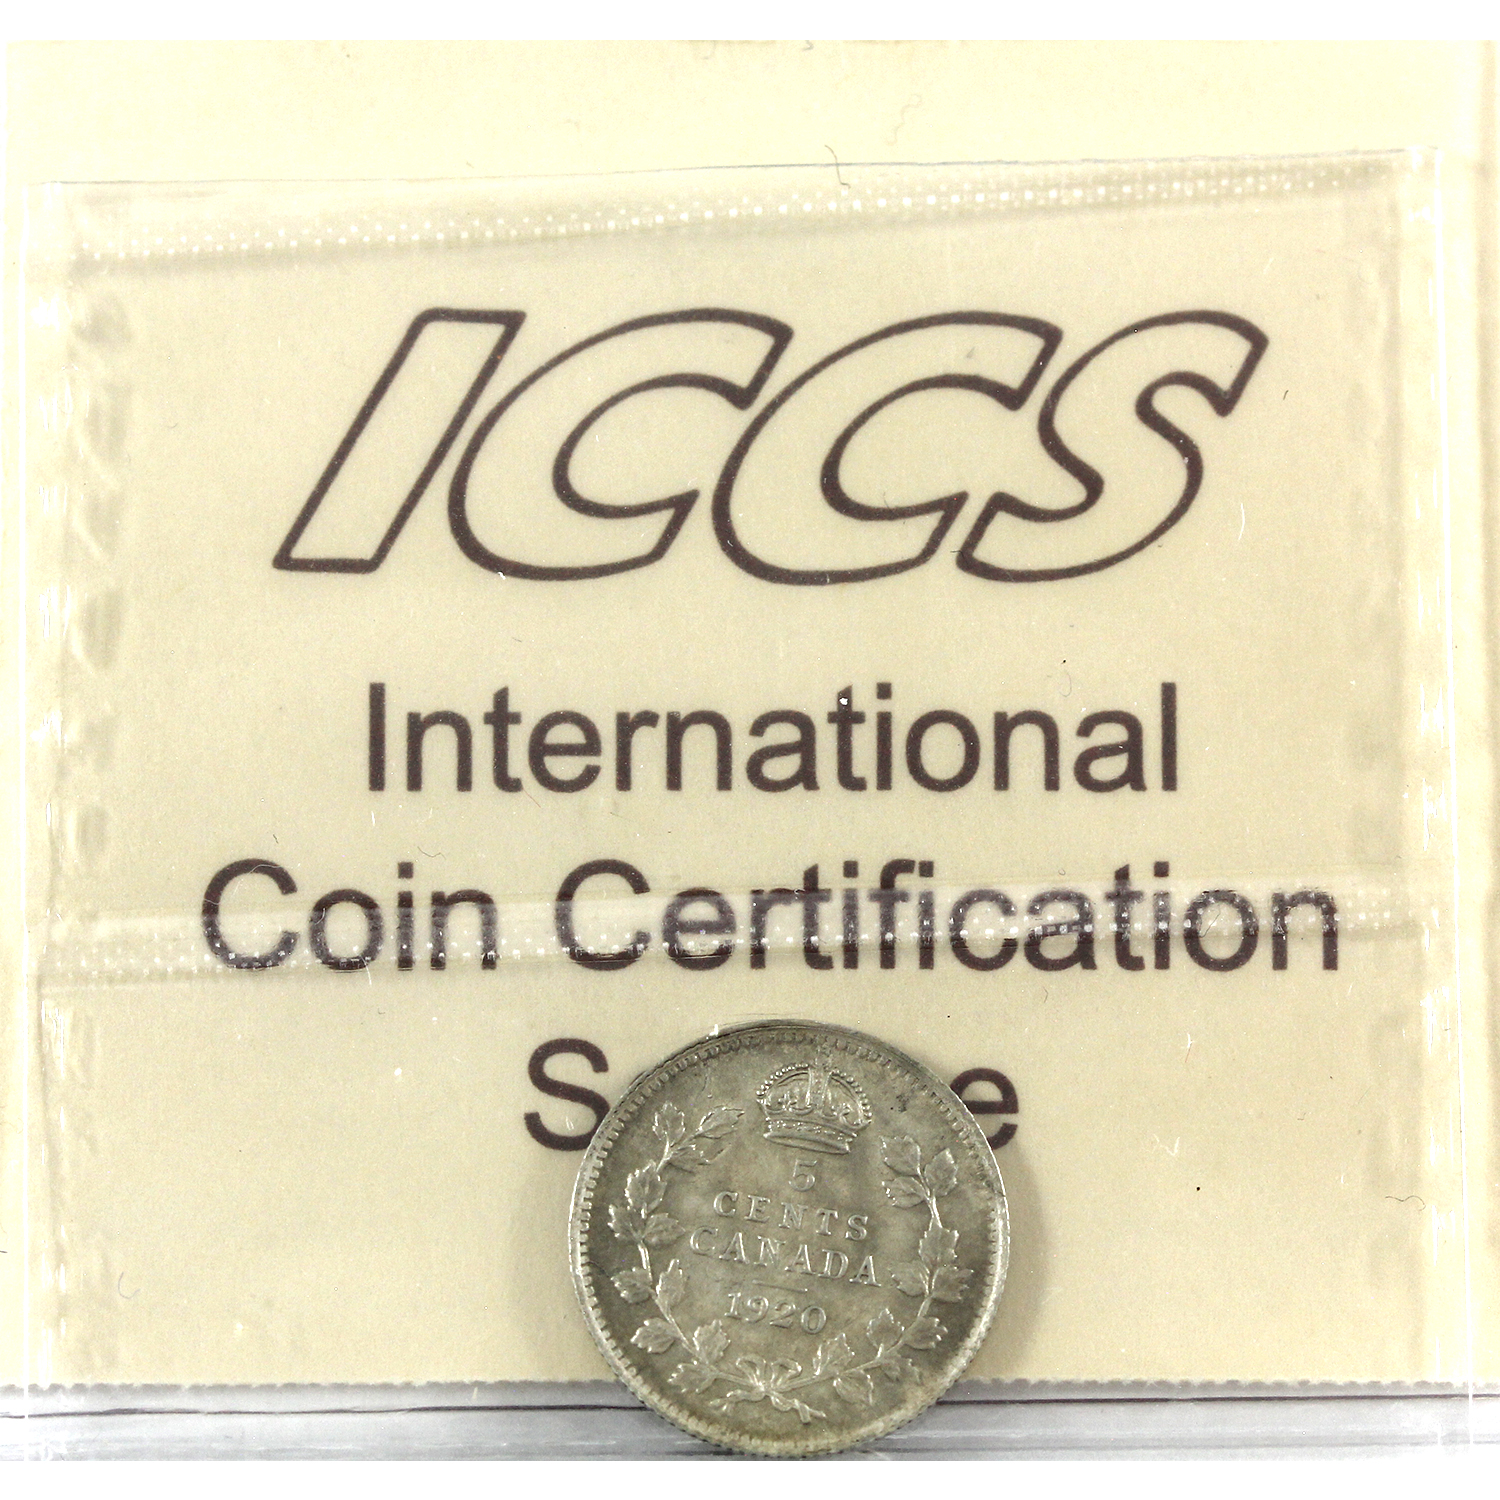 ICCS
International
Coin Certification
S e
5
CENTS
CANADA
1920